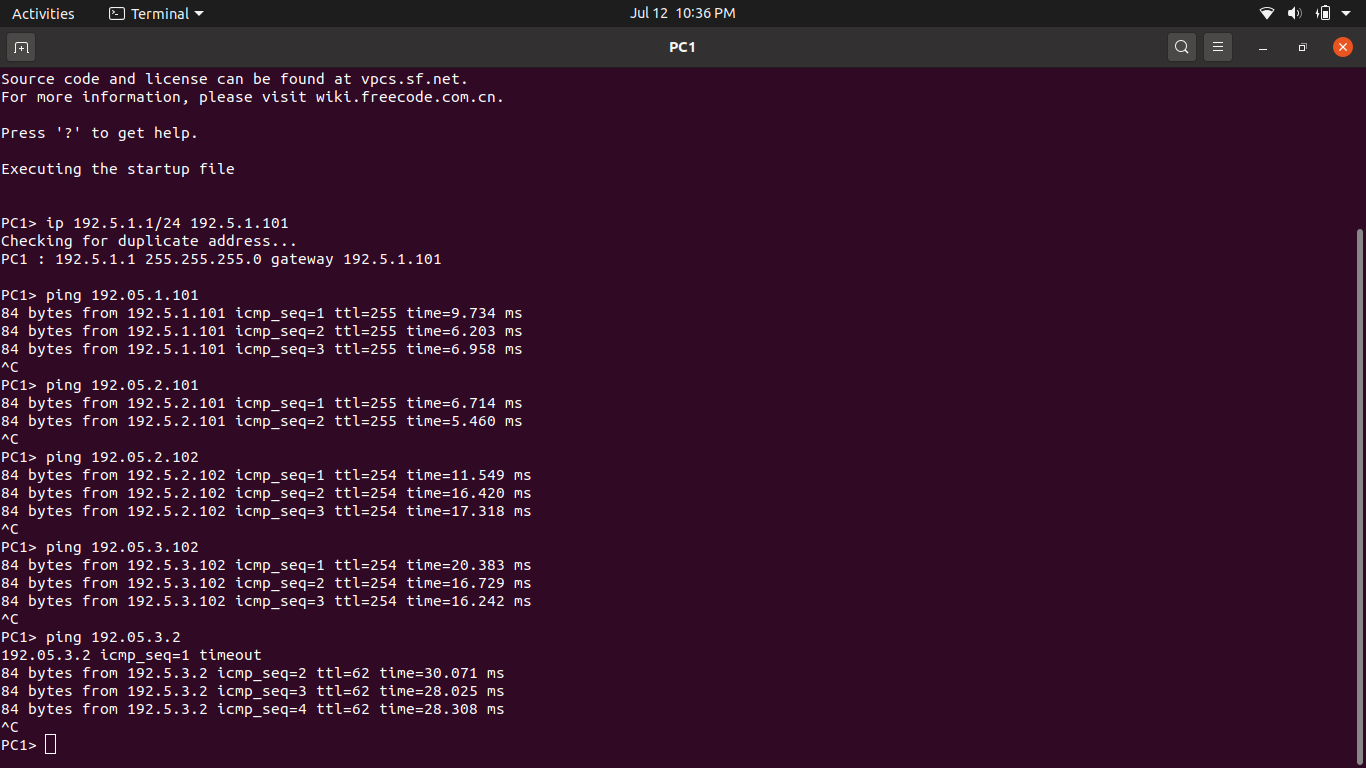 Activities Terminal Jul 12 10:36 PM
PC1
Source code and license can be found at vpcs.sf.net.
For more information, please visit wiki.freecode.com.cn.
Press '?' to get help.
Executing the startup file
PC1> ip 192.5.1.1/24 192.5.1.101
Checking for duplicate address...
PC1 : 192.5.1.1 255.255.255.0 gateway 192.5.1.101
PC1> ping 192.05.1.101
84 bytes from 192.5.1.101 icmp_seq=1 ttl=255 time=9.734 ms
84 bytes from 192.5.1.101 icmp_seq=2 ttl=255 time=6.203 ms
84 bytes from 192.5.1.101 icmp_seq=3 ttl=255 time=6.958 ms
^C
PC1> ping 192.05.2.101
84 bytes from 192.5.2.101 icmp_seq=1 ttl=255 time=6.714 ms
84 bytes from 192.5.2.101 icmp_seq=2 ttl=255 time=5.460 ms
^C
PC1> ping 192.05.2.102
84 bytes from 192.5.2.102 icmp_seq=1 ttl=254 time=11.549 ms
84 bytes from 192.5.2.102 icmp_seq=2 ttl=254 time=16.420 ms
84 bytes from 192.5.2.102 icmp_seq=3 ttl=254 time=17.318 ms
^C
PC1> ping 192.05.3.102
84 bytes from 192.5.3.102 icmp_seq=1 ttl=254 time=20.383 ms
84 bytes from 192.5.3.102 icmp_seq=2 ttl=254 time=16.729 ms
84 bytes from 192.5.3.102 icmp_seq=3 ttl=254 time=16.242 ms
^C
PC1> ping 192.05.3.2
192.05.3.2 icmp_seq=1 timeout
84 bytes from 192.5.3.2 icmp_seq=2 ttl=62 time=30.071 ms
84 bytes from 192.5.3.2 icmp_seq=3 ttl=62 time=28.025 ms
84 bytes from 192.5.3.2 icmp_seq=4 ttl=62 time=28.308 ms
^C
PC1>